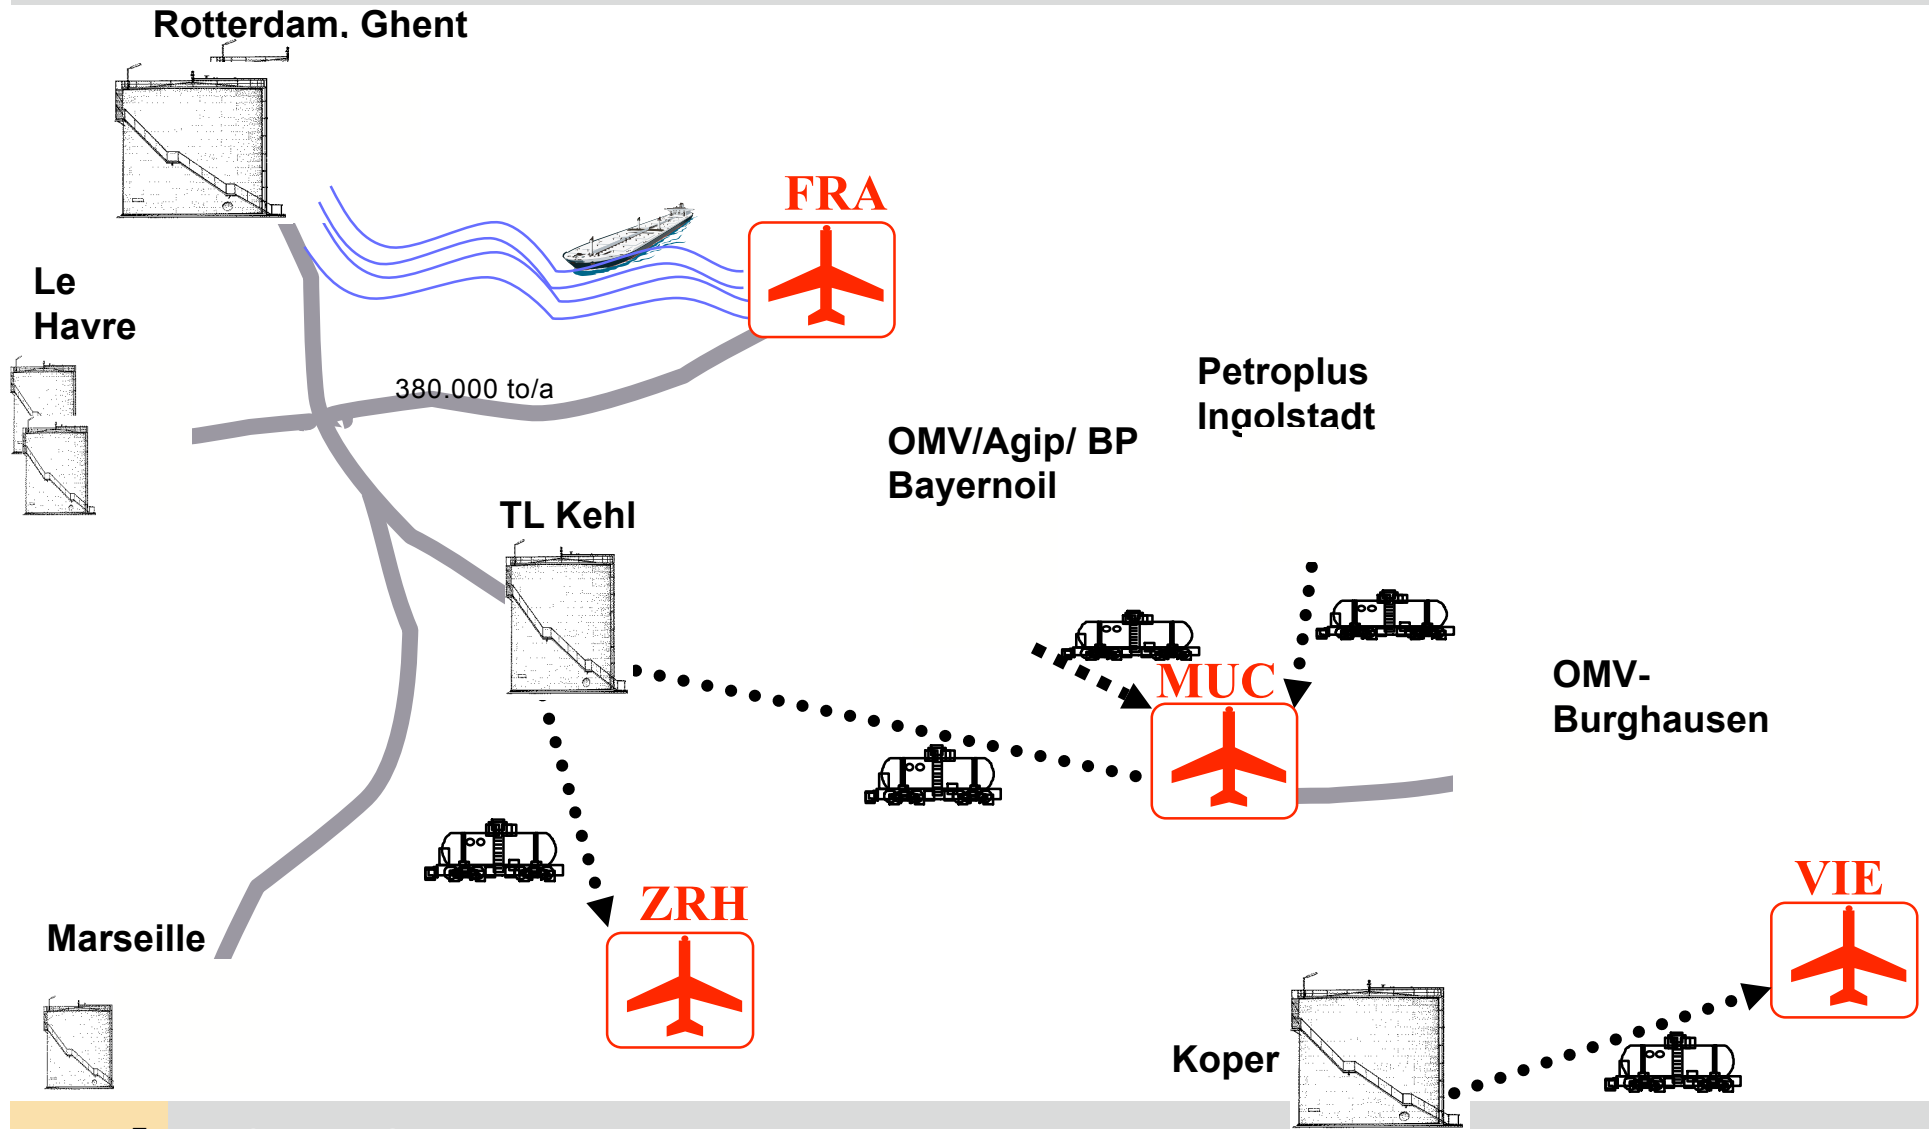 Rotterdam, Ghent
FRA
Le
Havre
380.000 to/a
Petroplus
Ingolstadt
OMV/Agip/ BP
Bayernoil
TL Kehl
MUC
OMV-
Burghausen
VIE
ZRH
Marseille
Koper